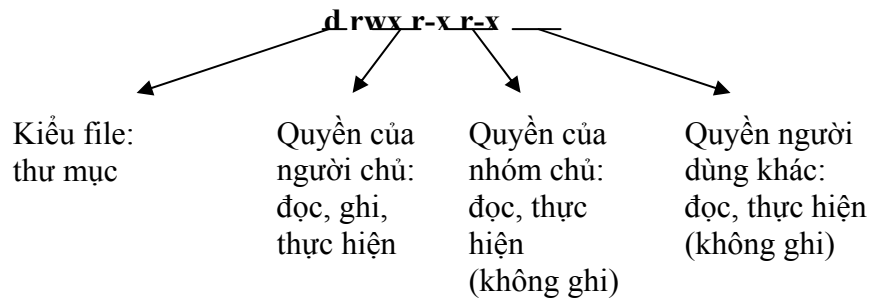 d rwx r-x r-x
Kiểu file:
thư mục
Quyền của
người chủ:
đọc, ghi,
thực hiện
Quyền của
nhóm chủ:
đọc, thực
hiện
(không ghi)
Quyền người
dùng khác:
đọc, thực hiện
(không ghi)